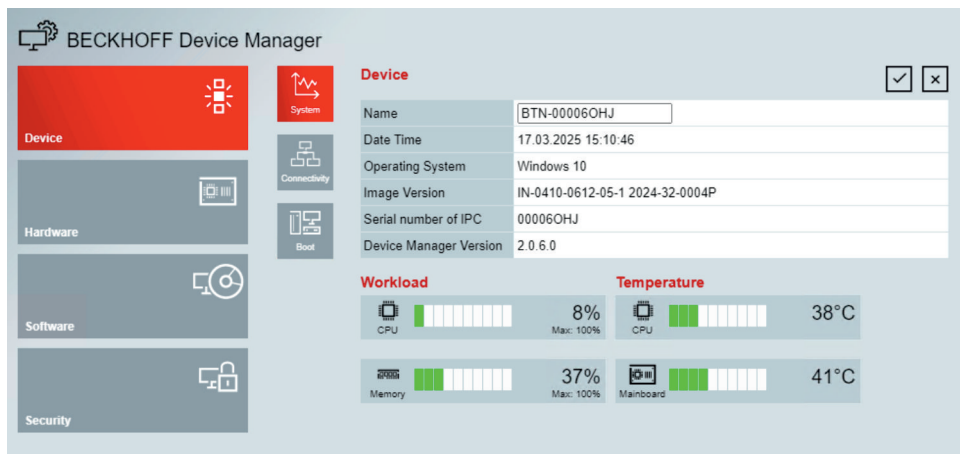 BECKHOFF Device Manager
Device
Hardware
Software
Security
System
Connectivity
Boot
Device
Name BTN-00006OHJ
Date Time 17.03.2025 15:10:46
Operating System Windows 10
Image Version IN-0410-0612-05-1 2024-32-0004P
Serial number of IPC 00006OHJ
Device Manager Version 2.0.6.0
Workload Temperature
CPU 8% Max: 100% CPU 38°C
Memory 37% Max: 100% Mainboard 41°C